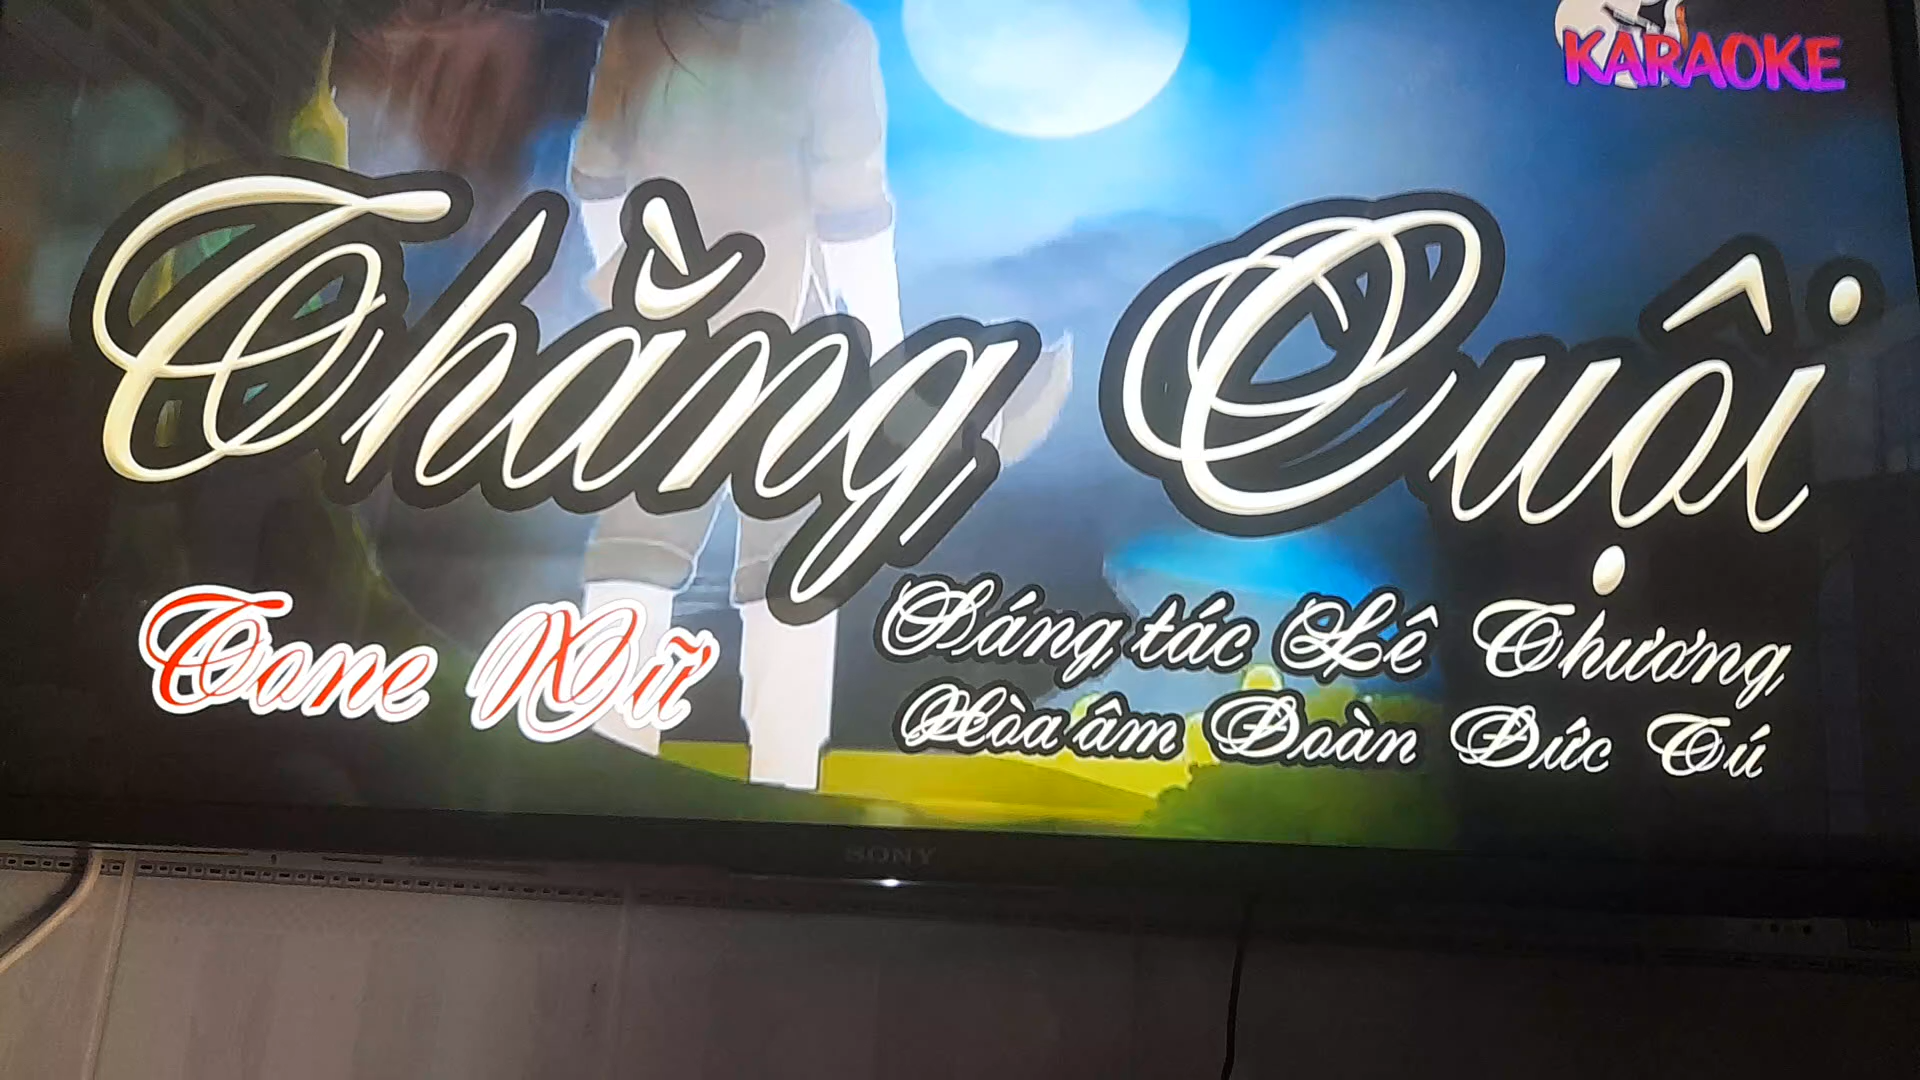 KARAOKE
Thằng Cuội
Tone Nữ
Sáng tác Lê Thương
Hòa âm Đoàn Đức Tú
SONY